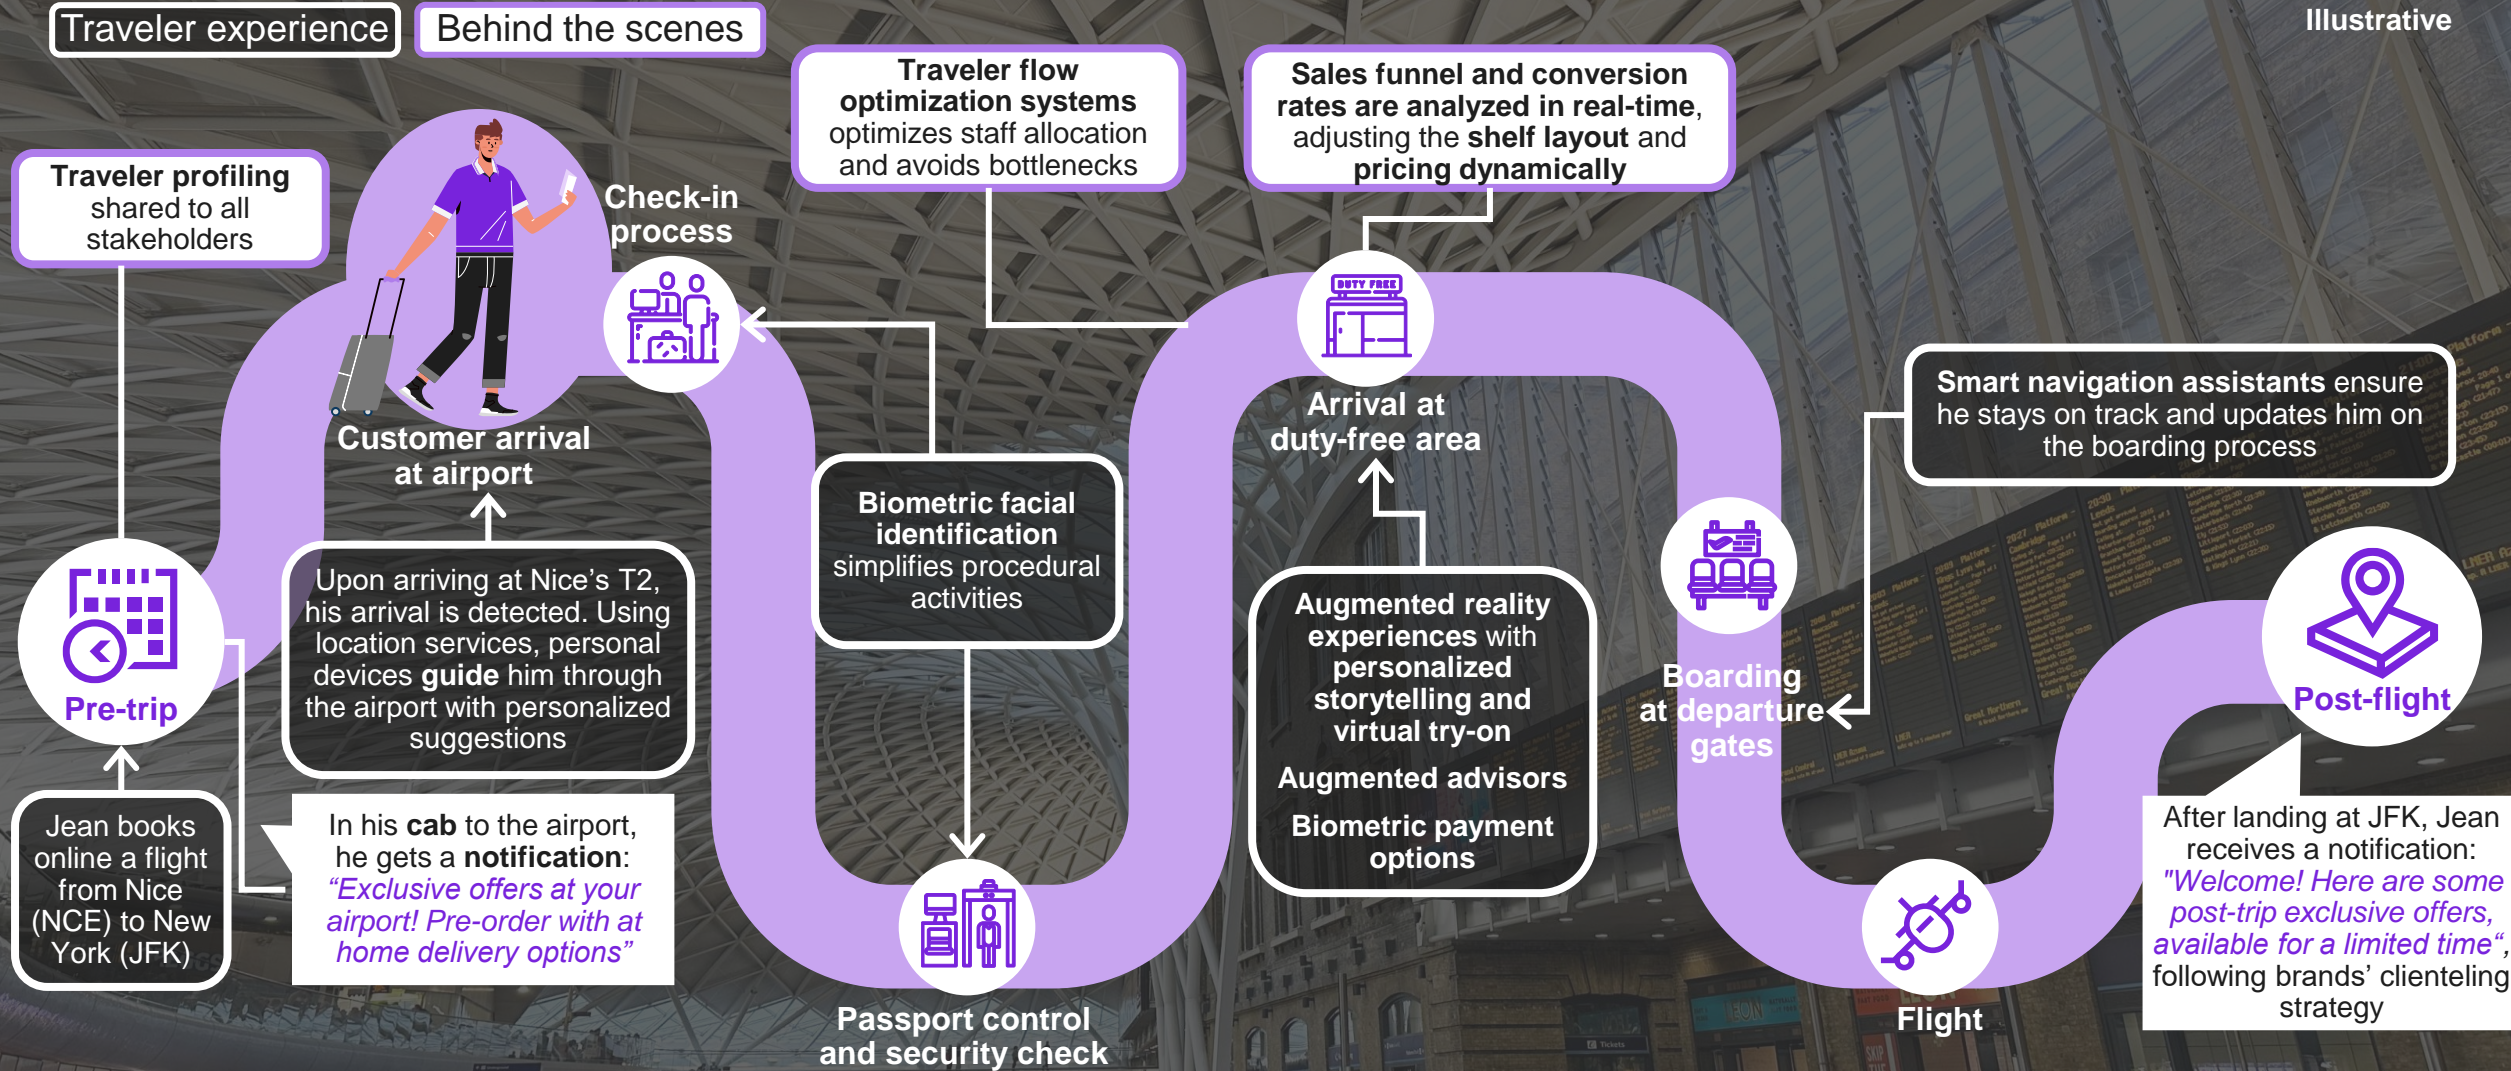 Traveler experience
Behind the scenes
Illustrative
Traveler profiling
shared to all
stakeholders
Traveler flow
optimization systems
optimizes staff allocation
and avoids bottlenecks
Sales funnel and conversion
rates are analyzed in real-time,
adjusting the shelf layout and
pricing dynamically
Check-in
process
DUTY FREE
Customer arrival
at airport
Arrival at
duty-free area
Smart navigation assistants ensure
he stays on track and updates him on
the boarding process
Biometric facial
identification
simplifies procedural
activities
Upon arriving at Nice’s T2,
his arrival is detected. Using
location services, personal
devices guide him through
the airport with personalized
suggestions
Augmented reality
experiences with
personalized
storytelling and
virtual try-on
Augmented advisors
Biometric payment
options
Pre-trip
Boarding
at departure
gates
Post-flight
Jean books
online a flight
from Nice
(NCE) to New
York (JFK)
In his cab to the airport,
he gets a notification:
“Exclusive offers at your
airport! Pre-order with at
home delivery options”
After landing at JFK, Jean
receives a notification:
"Welcome! Here are some
post-trip exclusive offers,
available for a limited time“,
following brands’ clienteling
strategy
Passport control
and security check
Flight
LEON
Tickets